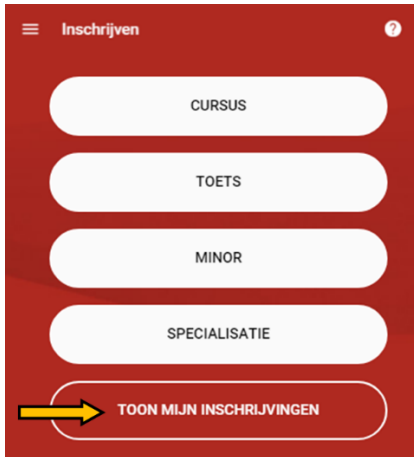 Inschrijven ?
CURSUS
TOETS
MINOR
SPECIALISATIE
TOON MIJN INSCHRIJVINGEN